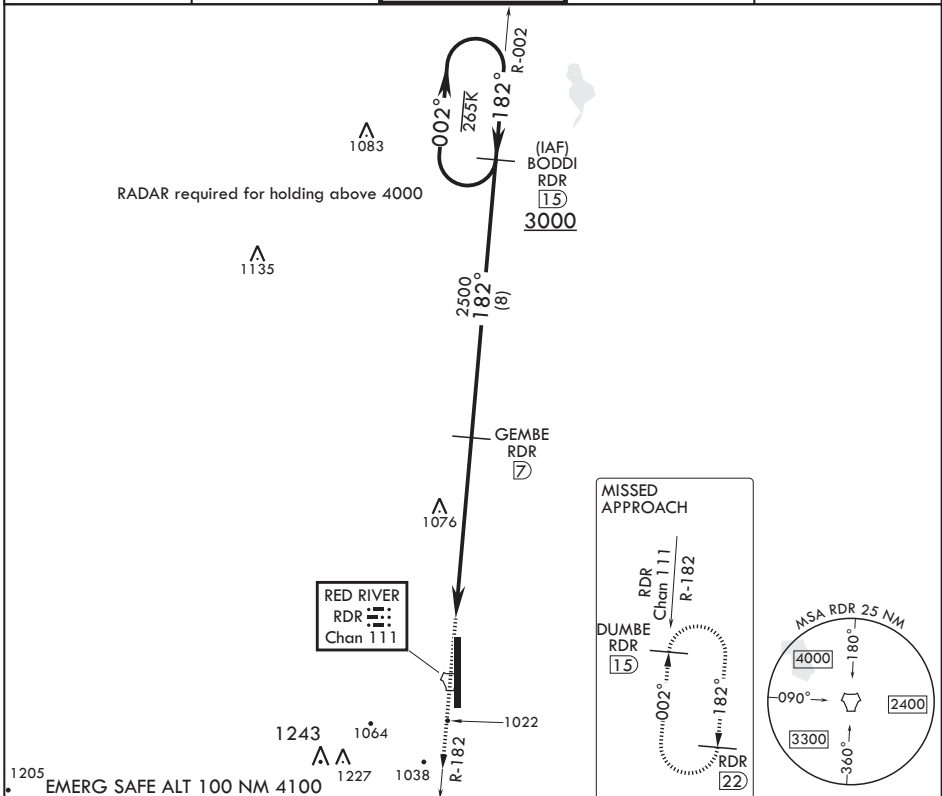 R-002
002°
265K
182°
1083
(IAF)
BODDI
RDR
15
3000
RADAR required for holding above 4000
1135
2500
182°
(8)
GEMBE
RDR
7
1076
RED RIVER
RDR
Chan 111
1022
1243
1064
1227
1038
R-182
1205
EMERG SAFE ALT 100 NM 4100
MISSED
APPROACH
RDR
Chan 111
R-182
DUMBE
RDR
15
002°
182°
RDR
22
MSA RDR 25 NM
4000
180°
090°
2400
3300
360°